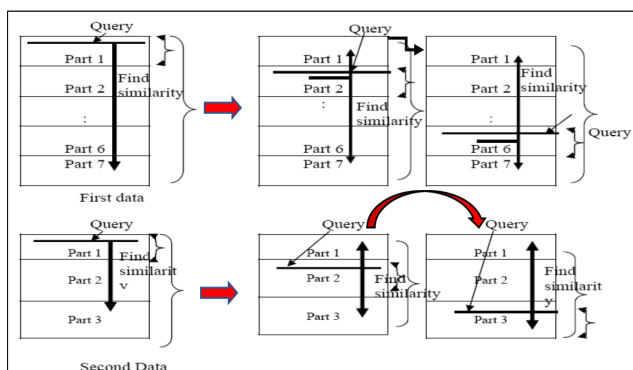 Query
Part 1
Find
similarity
Part 2
:
Part 6
Part 7
First data
Query
Part 1
Part 2
:
Find
similarity
Part 6
Part 7
Part 1
Find
similarity
Part 2
:
Query
Part 6
Part 7
Query
Part 1
Find
similarit
v
Part 2
Part 3
Second Data
Query
Part 1
Part 2
Find
similarity
Part 3
Query
Part 1
Part 2
Find
similarit
y
Part 3